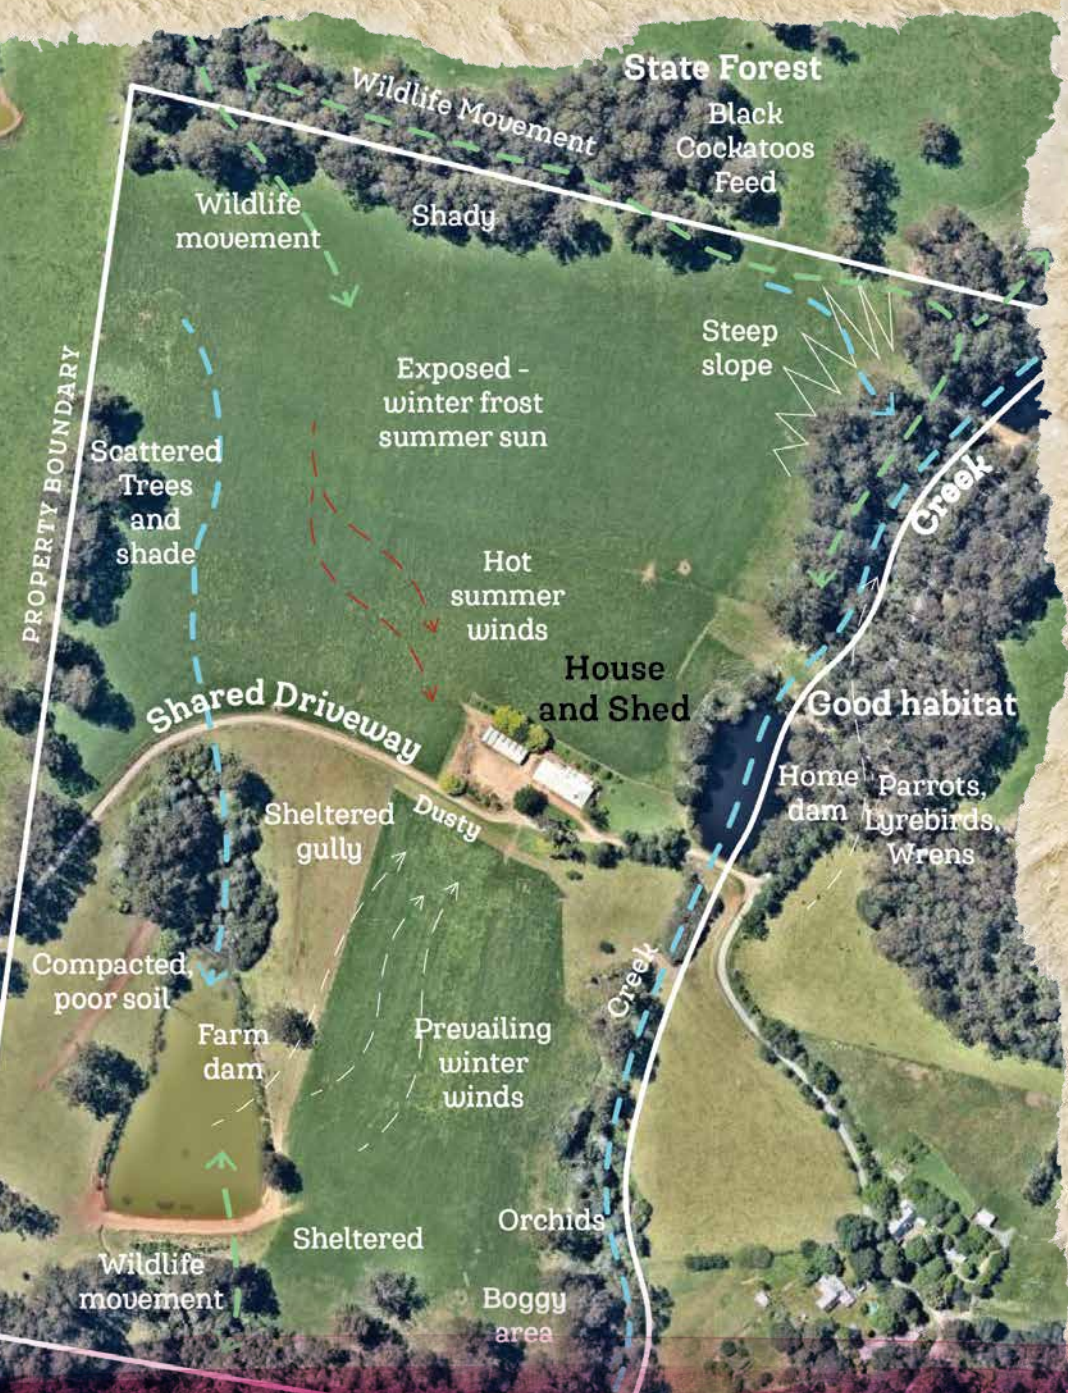 State Forest
Wildlife Movement
Black
Cockatoos
Feed
Wildlife
movement
Shady
Steep
slope
Exposed -
winter frost
summer sun
PROPERTY BOUNDARY
Scattered
Trees
and
shade
Creek
Hot
summer
winds
House
and Shed
Shared Driveway
Good habitat
Home
dam
Parrots,
Lyrebirds,
Wrens
Sheltered
gully
Dusty
Compacted,
poor soil
Creek
Farm
dam
Prevailing
winter
winds
Orchids
Sheltered
Wildlife
movement
Boggy
area